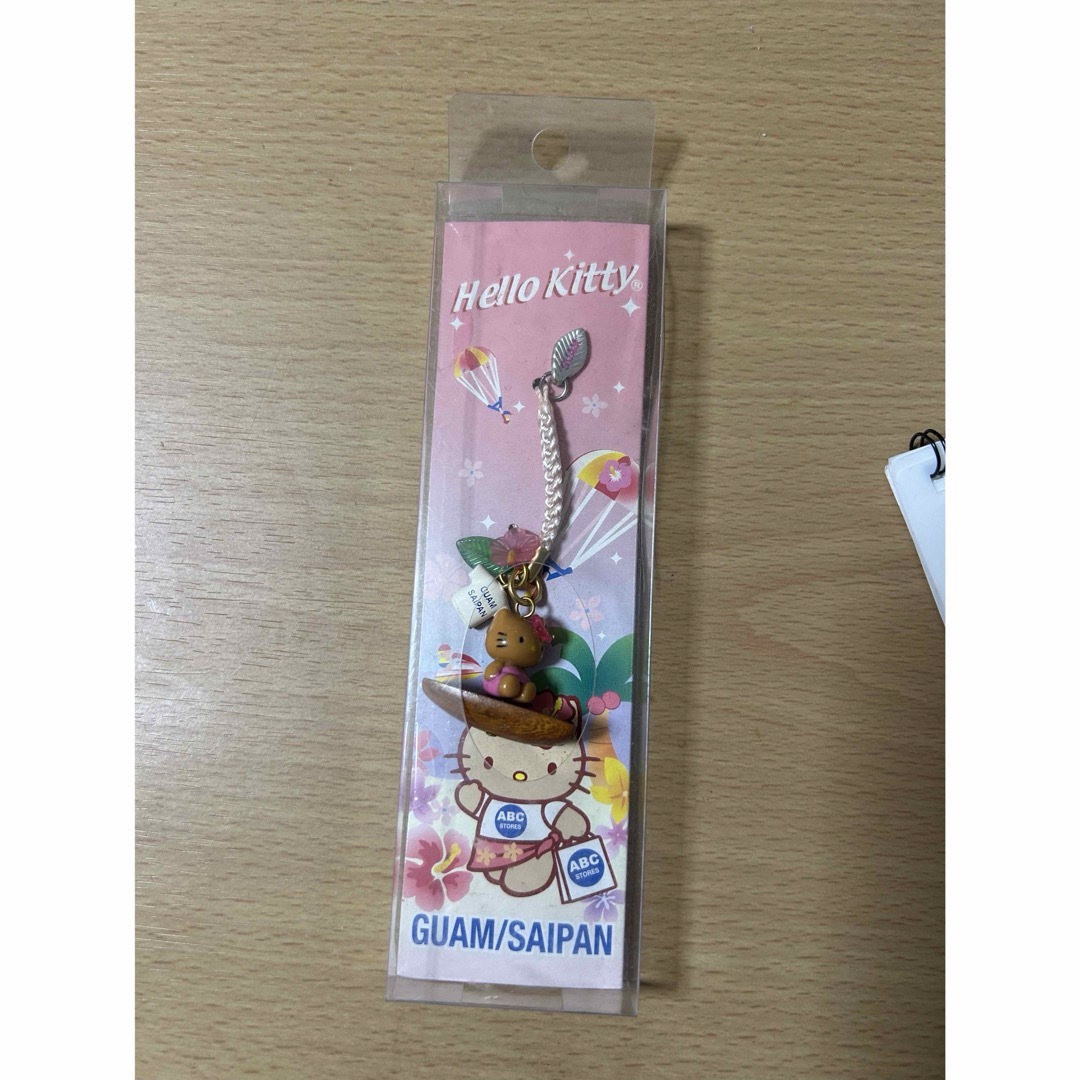 Hello Kitty®
GUAM
SAIPAN
ABC
STORES
ABC
STORES
GUAM/SAIPAN